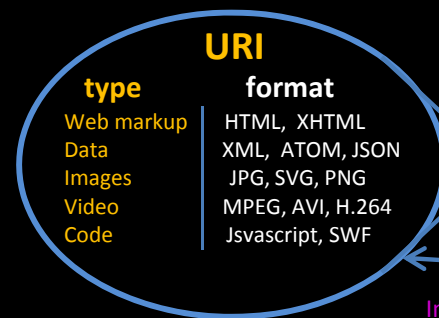 URI
type format
Web markup HTML, XHTML
Data XML, ATOM, JSON
Images JPG, SVG, PNG
Video MPEG, AVI, H.264
Code Jsvascript, SWF